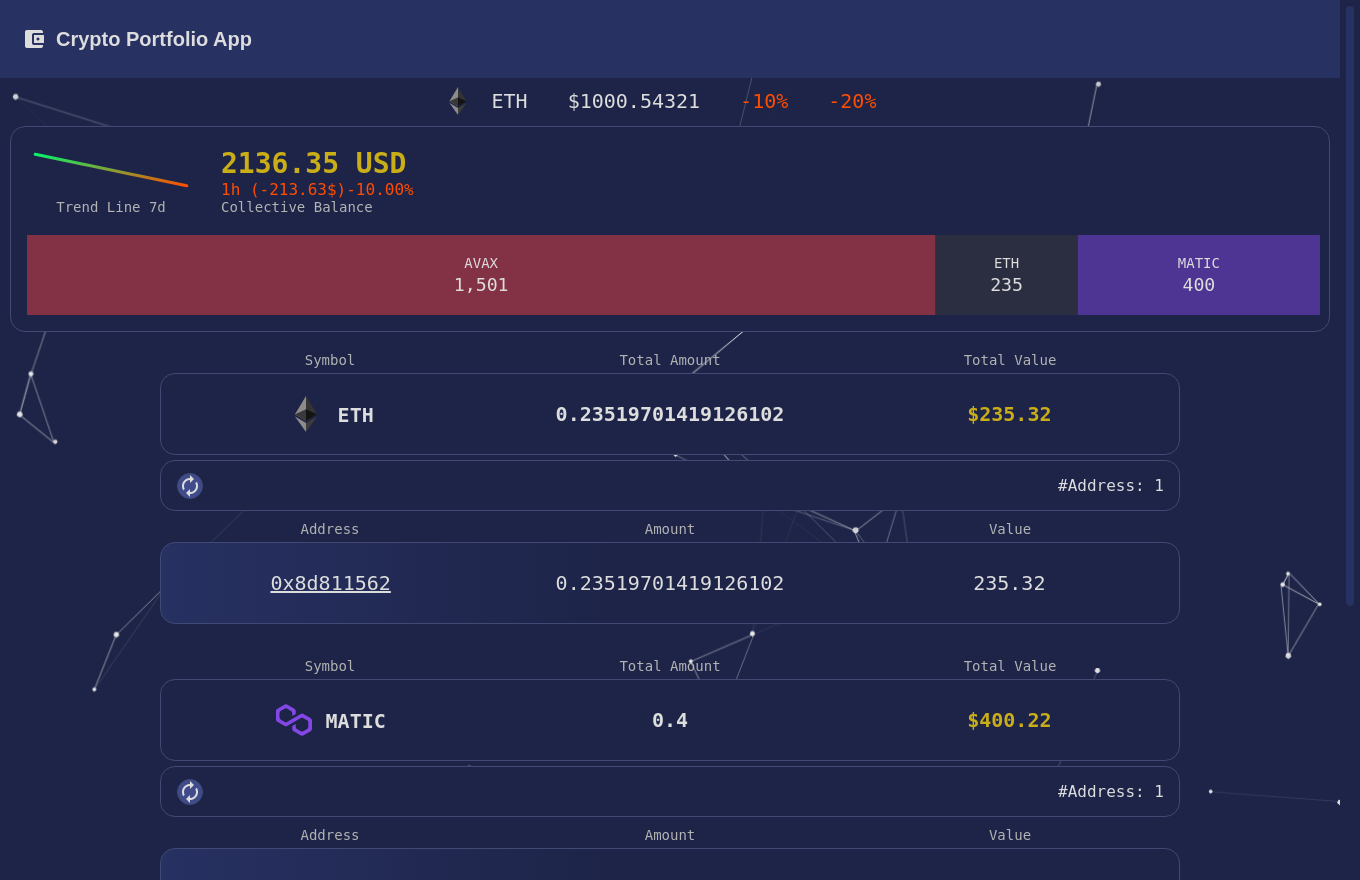 Crypto Portfolio App
ETH $1000.54321 -10% -20%
2136.35 USD
1h (-213.63$)-10.00%
Trend Line 7d Collective Balance
AVAX ETH MATIC
1,501 235 400
Symbol Total Amount Total Value
ETH 0.23519701419126102 $235.32
#Address: 1
Address Amount Value
0x8d811562 0.23519701419126102 235.32
Symbol Total Amount Total Value
MATIC 0.4 $400.22
#Address: 1
Address Amount Value